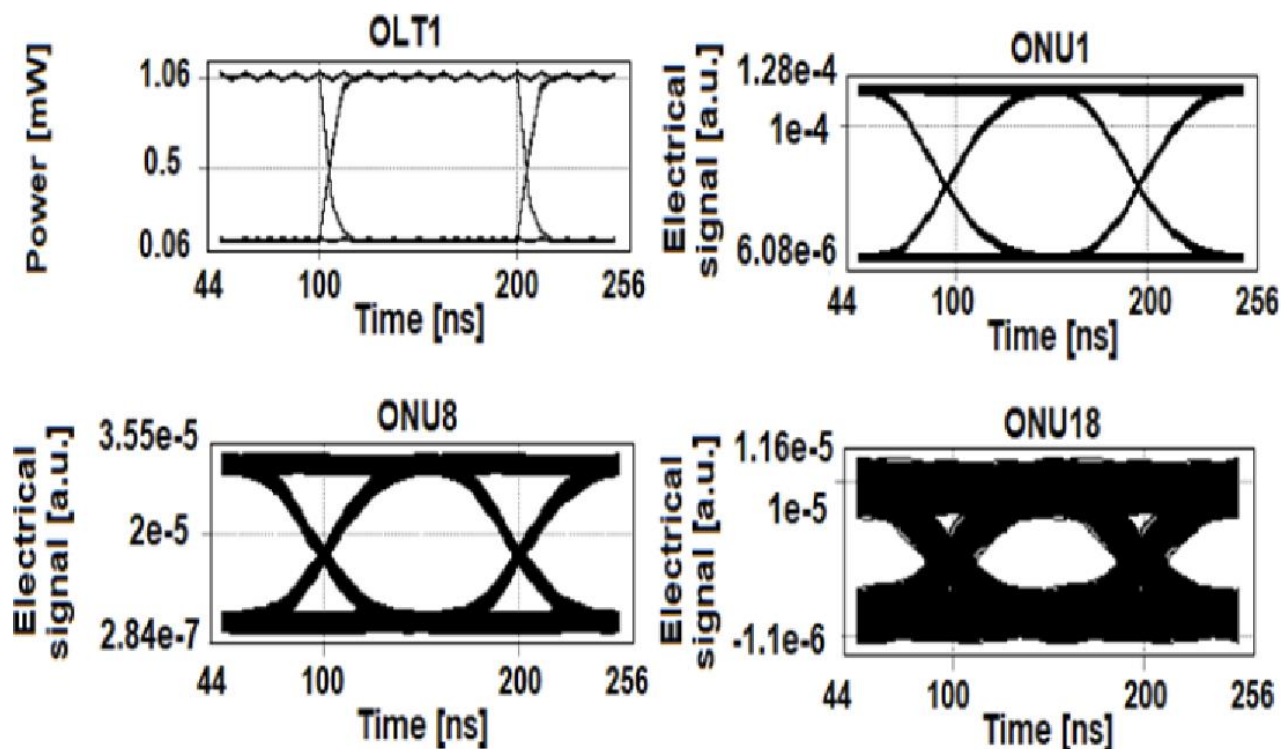 OLT1
Power [mW]
1.06
0.5
0.06
44 100 200 256
Time [ns]
ONU1
Electrical
signal [a.u.]
1.28e-4
1e-4
6.08e-6
44 100 200 256
Time [ns]
ONU8
Electrical
signal [a.u.]
3.55e-5
2e-5
2.84e-7
44 100 200 256
Time [ns]
ONU18
Electrical
signal [a.u.]
1.16e-5
1e-5
-1.1e-6
44 100 200 256
Time [ns]